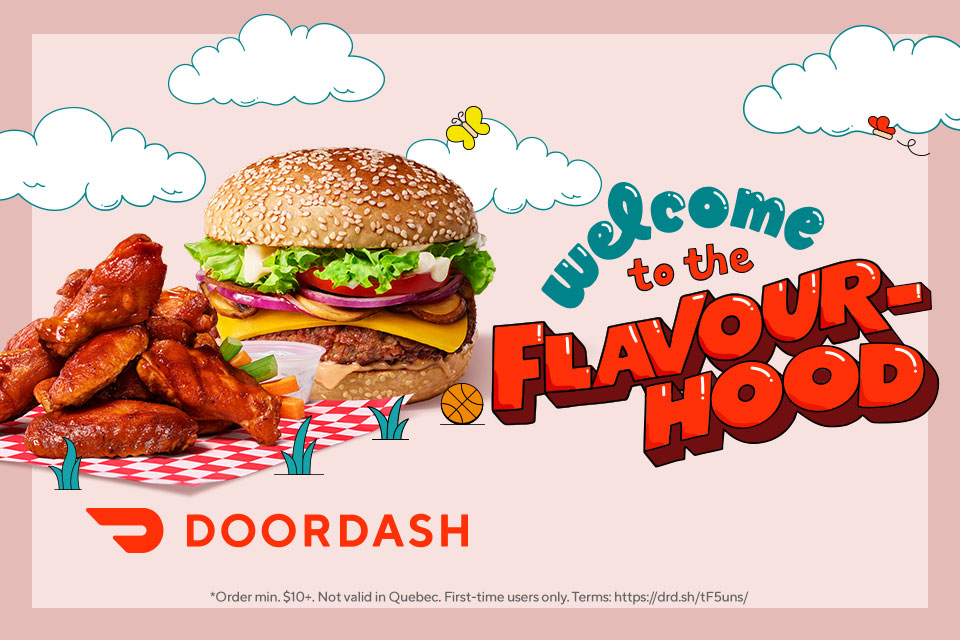 welcome
to the
FLAVOUR-
HOOD
DOORDASH
*Order min. $10+. Not valid in Quebec. First-time users only. Terms: https://drd.sh/tF5uns/